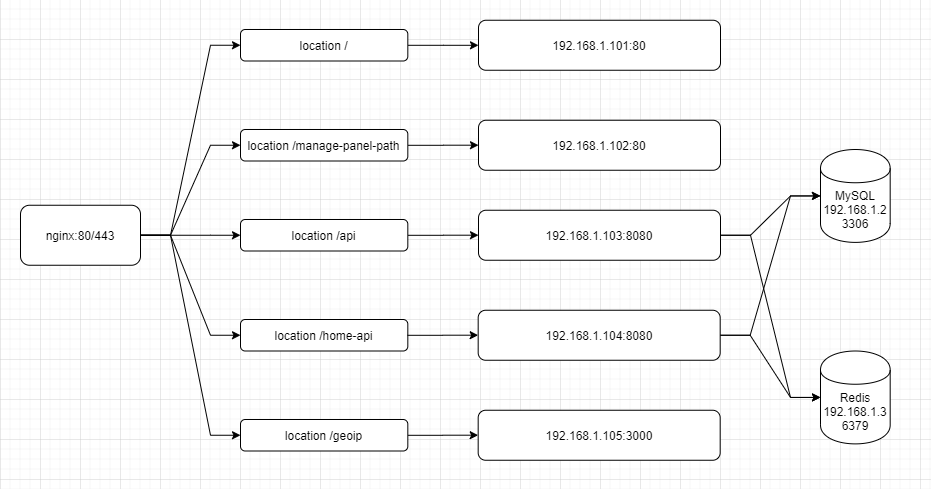 location /
192.168.1.101:80
location /manage-panel-path
192.168.1.102:80
MySQL
192.168.1.2
3306
nginx:80/443
location /api
192.168.1.103:8080
location /home-api
192.168.1.104:8080
Redis
192.168.1.3
6379
location /geoip
192.168.1.105:3000